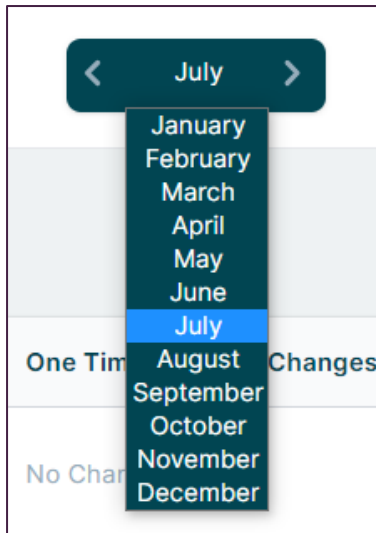 July
January
February
March
April
May
June
July
One Tim August Changes
September
October
No Char November
December